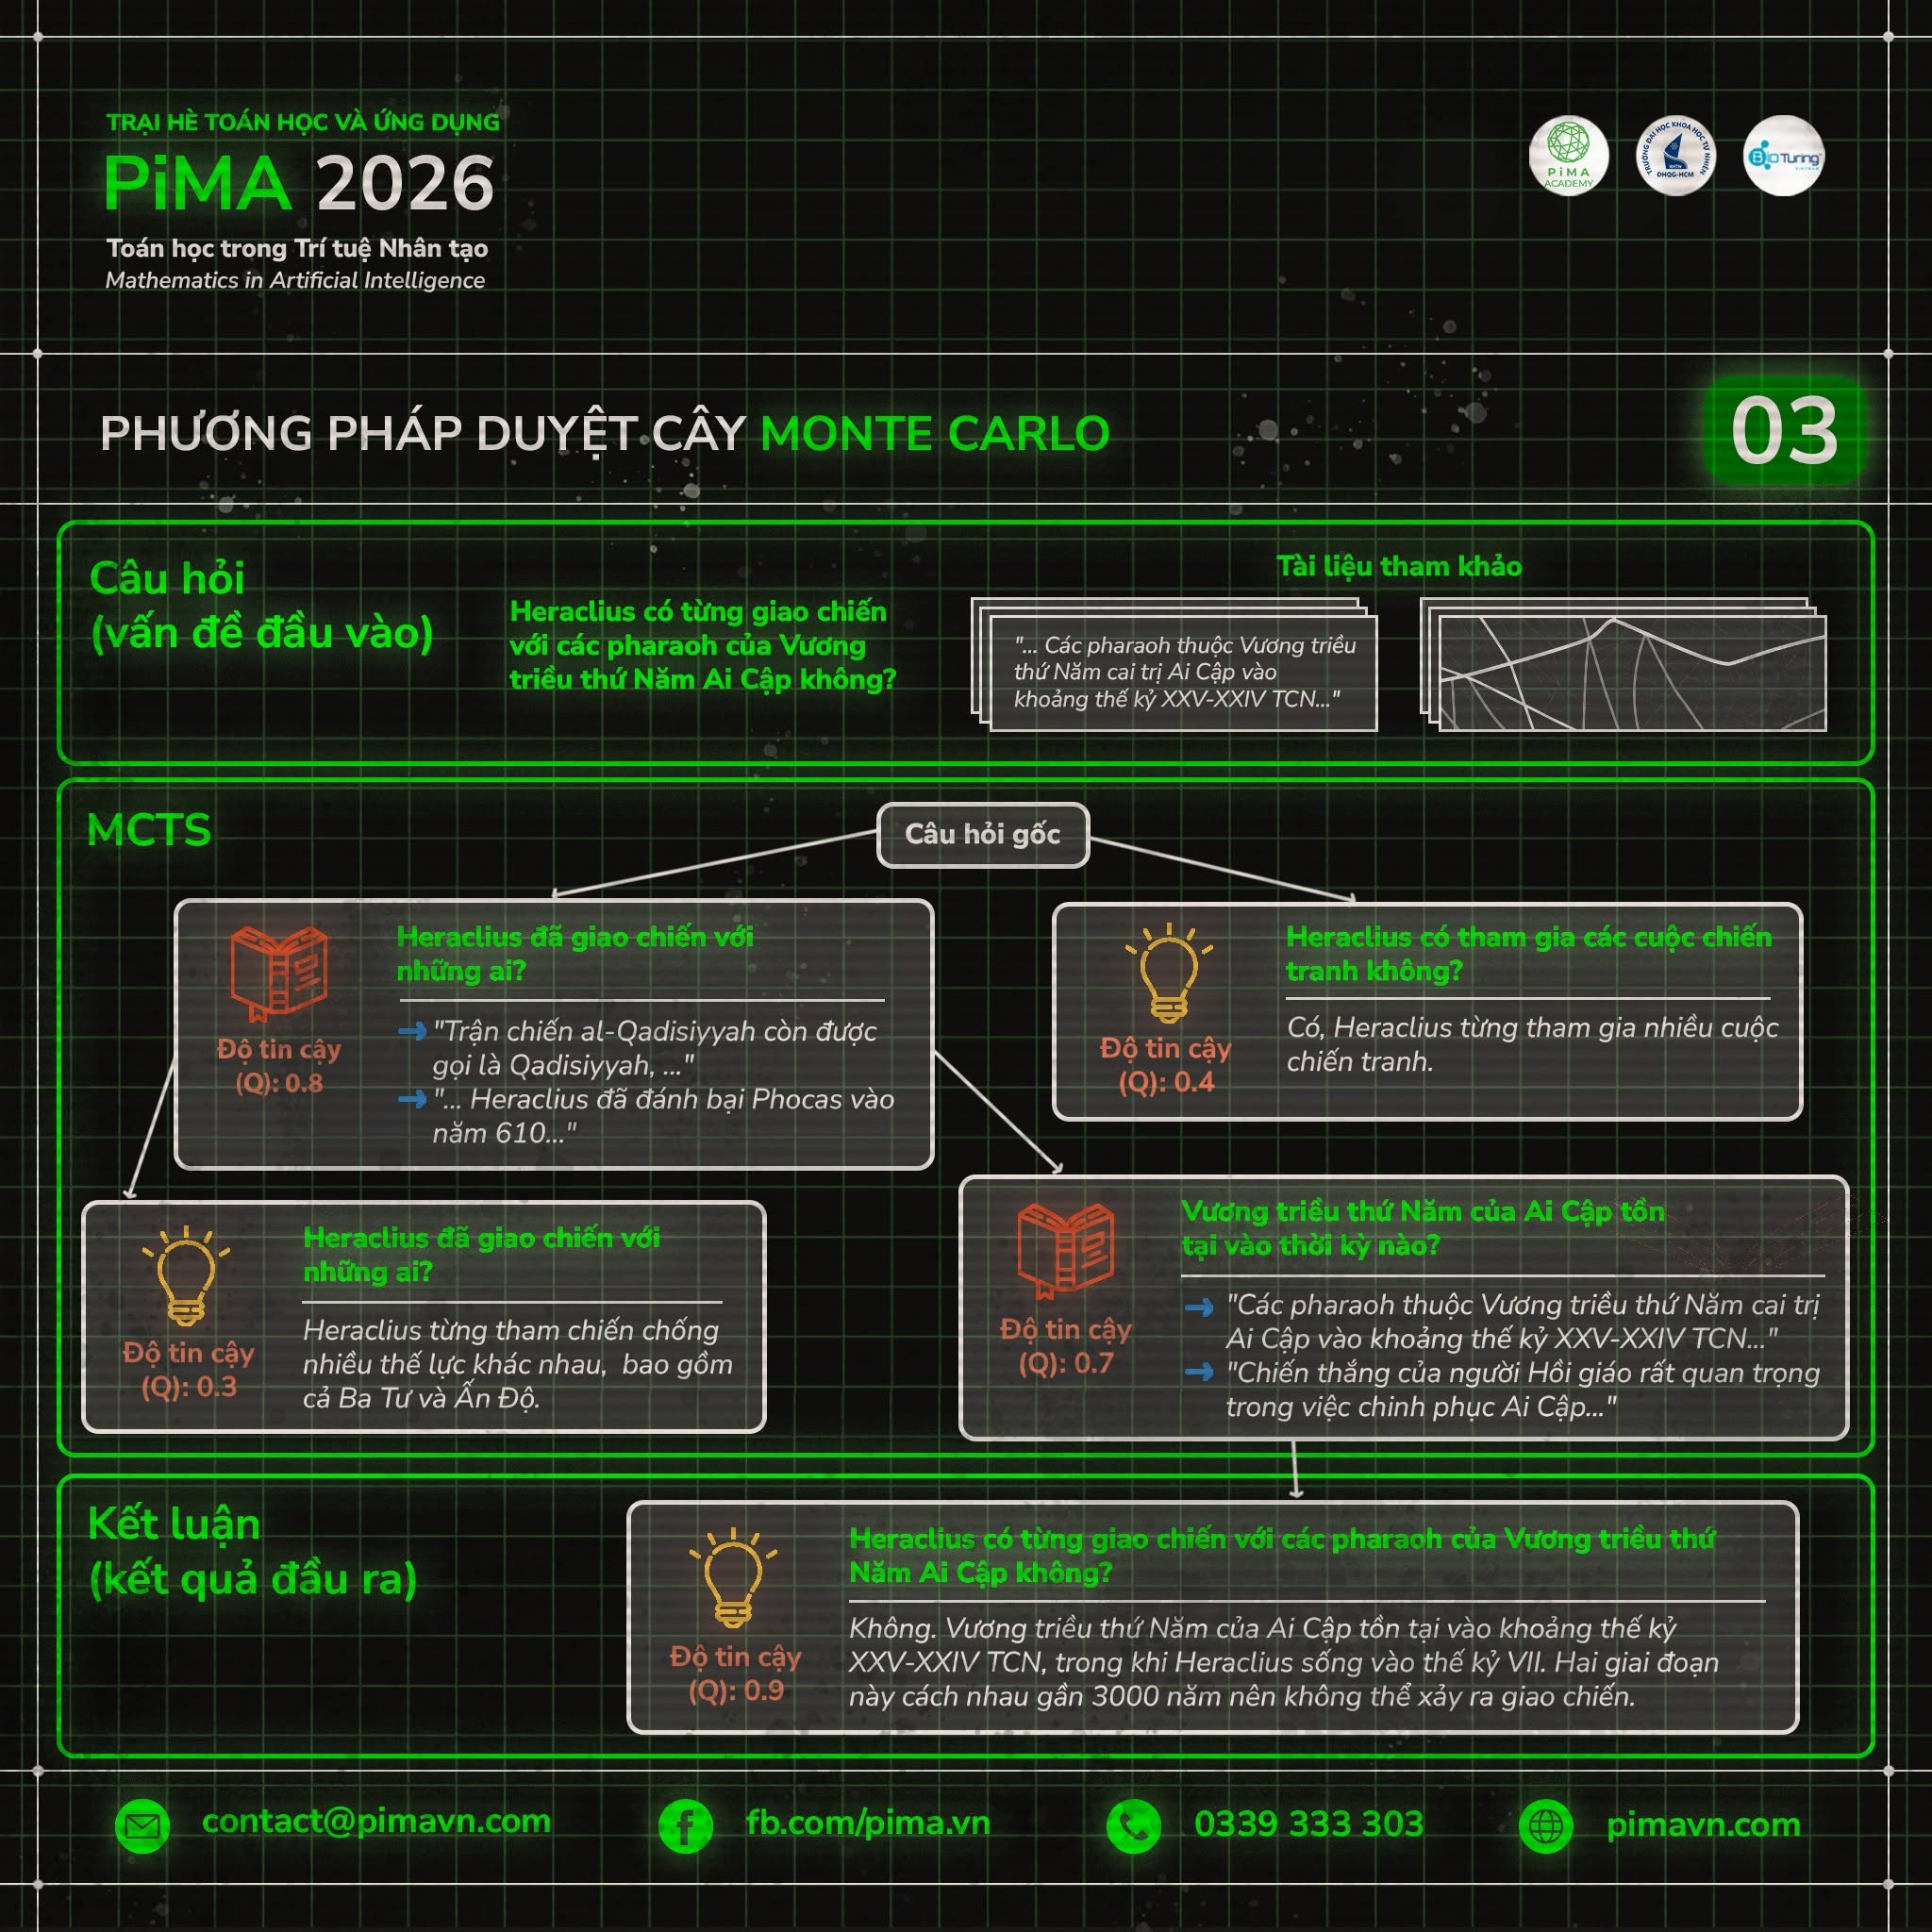 TRẠI HÈ TOÁN HỌC VÀ ỨNG DỤNG
PiMA 2026
Toán học trong Trí tuệ Nhân tạo
Mathematics in Artificial Intelligence
PiMA
ACADEMY
TRƯỜNG ĐẠI HỌC KHOA HỌC TỰ NHIÊN
KHTN
ĐHQG-HCM
BioTuring
VIETNAM
PHƯƠNG PHÁP DUYỆT CÂY MONTE CARLO
03
Câu hỏi
(vấn đề đầu vào)
Heraclius có từng giao chiến
với các pharaoh của Vương
triều thứ Năm Ai Cập không?
Tài liệu tham khảo
"... Các pharaoh thuộc Vương triều
thứ Năm cai trị Ai Cập vào
khoảng thế kỷ XXV-XXIV TCN..."
MCTS
Câu hỏi gốc
Heraclius đã giao chiến với
những ai?
"Trận chiến al-Qadisiyyah còn được
gọi là Qadisiyyah, ..."
"... Heraclius đã đánh bại Phocas vào
năm 610..."
Độ tin cậy
(Q): 0.8
Heraclius có tham gia các cuộc chiến
tranh không?
Có, Heraclius từng tham gia nhiều cuộc
chiến tranh.
Độ tin cậy
(Q): 0.4
Heraclius đã giao chiến với
những ai?
Heraclius từng tham chiến chống
nhiều thế lực khác nhau, bao gồm
cả Ba Tư và Ấn Độ.
Độ tin cậy
(Q): 0.3
Vương triều thứ Năm của Ai Cập tồn
tại vào thời kỳ nào?
"Các pharaoh thuộc Vương triều thứ Năm cai trị
Ai Cập vào khoảng thế kỷ XXV-XXIV TCN..."
"Chiến thắng của người Hồi giáo rất quan trọng
trong việc chinh phục Ai Cập..."
Độ tin cậy
(Q): 0.7
Kết luận
(kết quả đầu ra)
Heraclius có từng giao chiến với các pharaoh của Vương triều thứ
Năm Ai Cập không?
Không. Vương triều thứ Năm của Ai Cập tồn tại vào khoảng thế kỷ
XXV-XXIV TCN, trong khi Heraclius sống vào thế kỷ VII. Hai giai đoạn
này cách nhau gần 3000 năm nên không thể xảy ra giao chiến.
Độ tin cậy
(Q): 0.9
contact@pimavn.com
fb.com/pima.vn
0339 333 303
pimavn.com